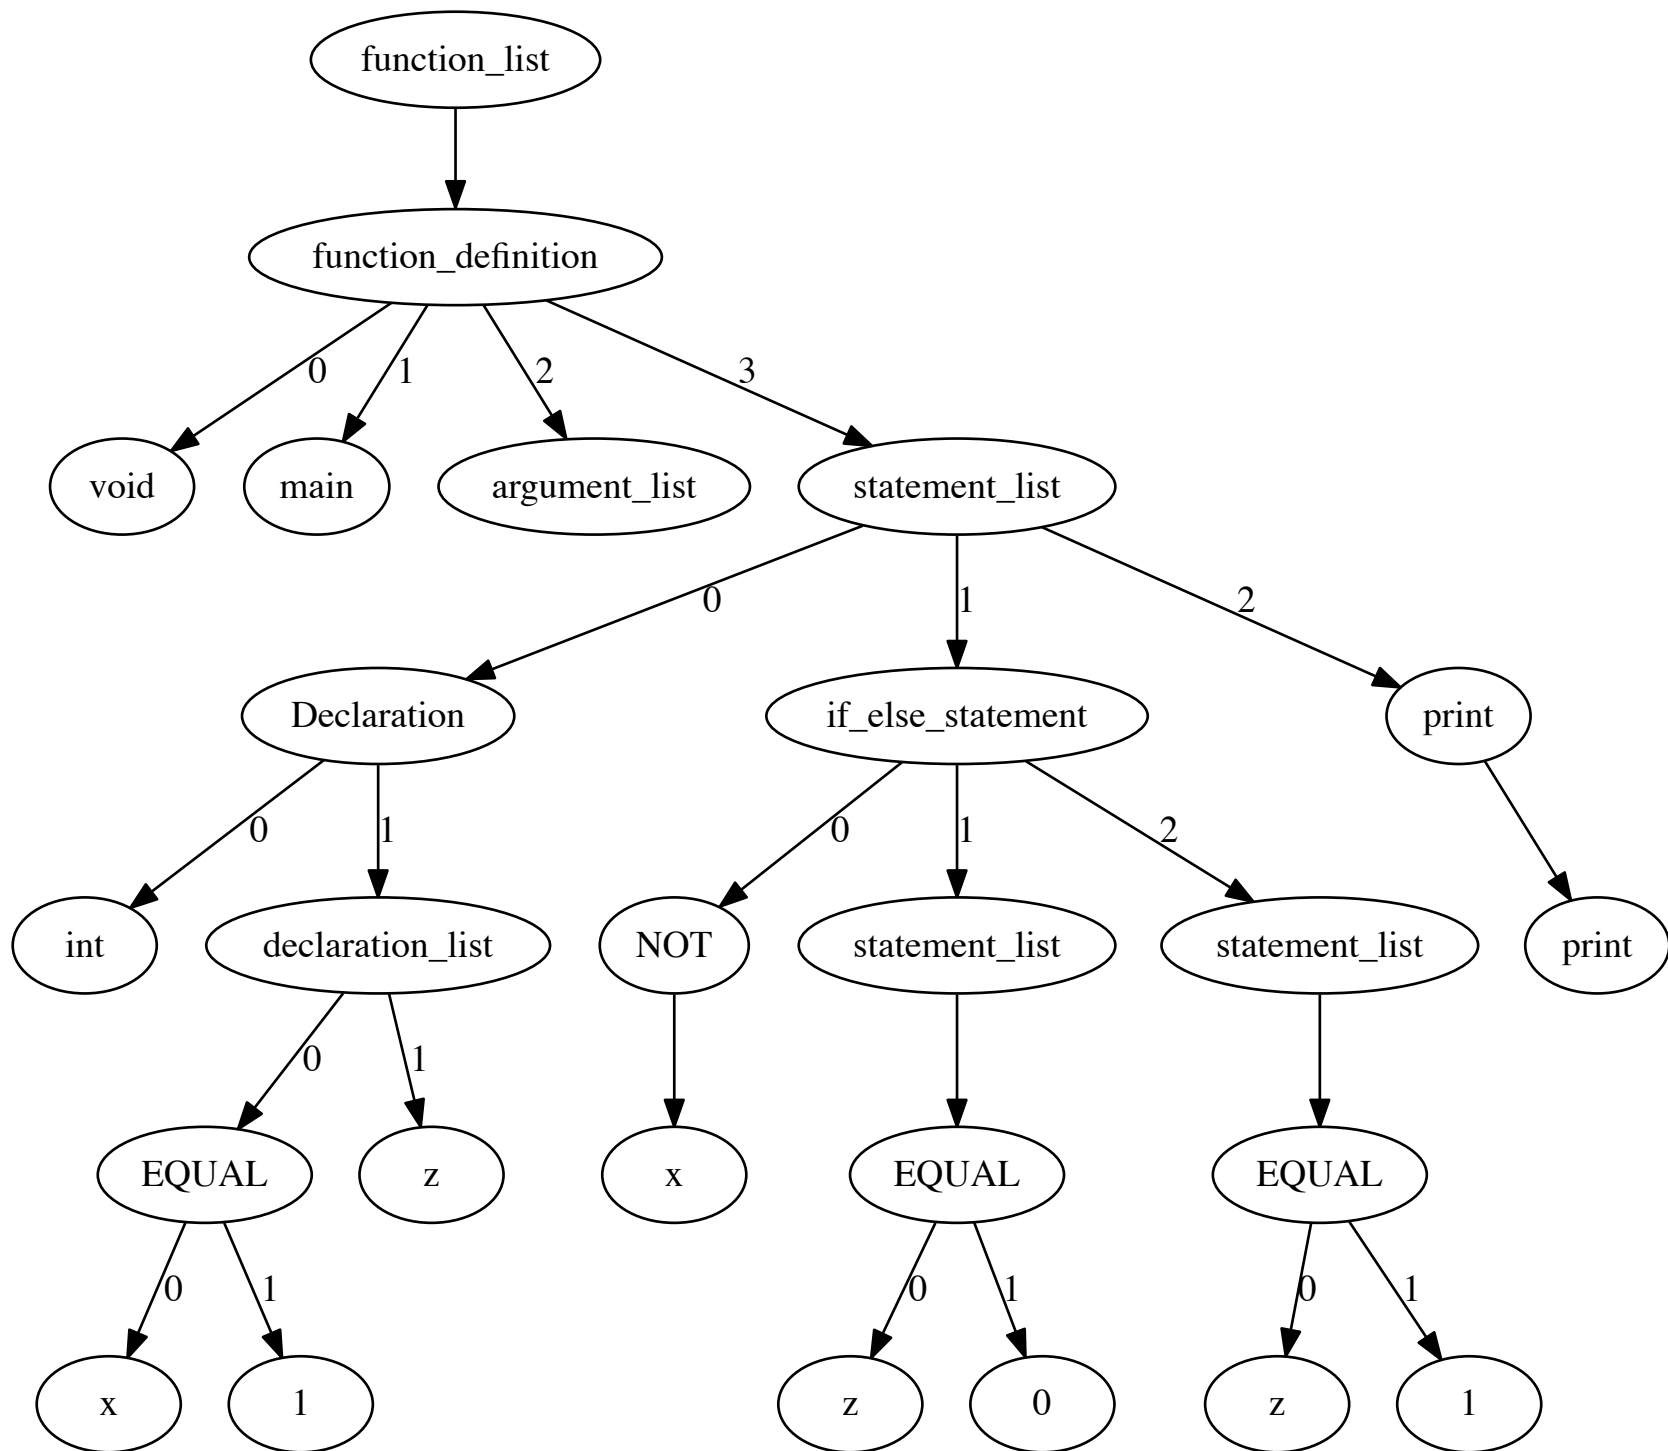 function_list
function_definition
0 1 2 3
void main argument_list statement_list
0 1 2
Declaration if_else_statement print
0 1 0 1 2
int declaration_list NOT statement_list statement_list print
0 1
EQUAL z x EQUAL EQUAL
0 1 0 1 0 1
x 1 z 0 z 1